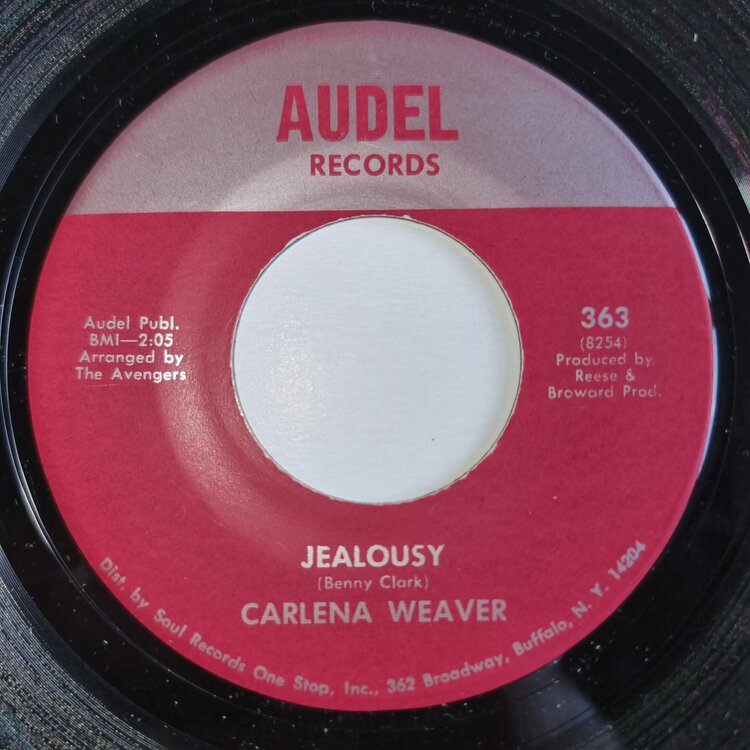 AUDEL
RECORDS
Audel Publ.
BMI—2:05
Arranged by
The Avengers
363
(8254)
Produced by
Reese &
Broward Prod.
JEALOUSY
(Benny Clark)
CARLENA WEAVER
Dist. by Soul Records One Stop, Inc., 362 Broadway, Buffalo, N. Y. 14204